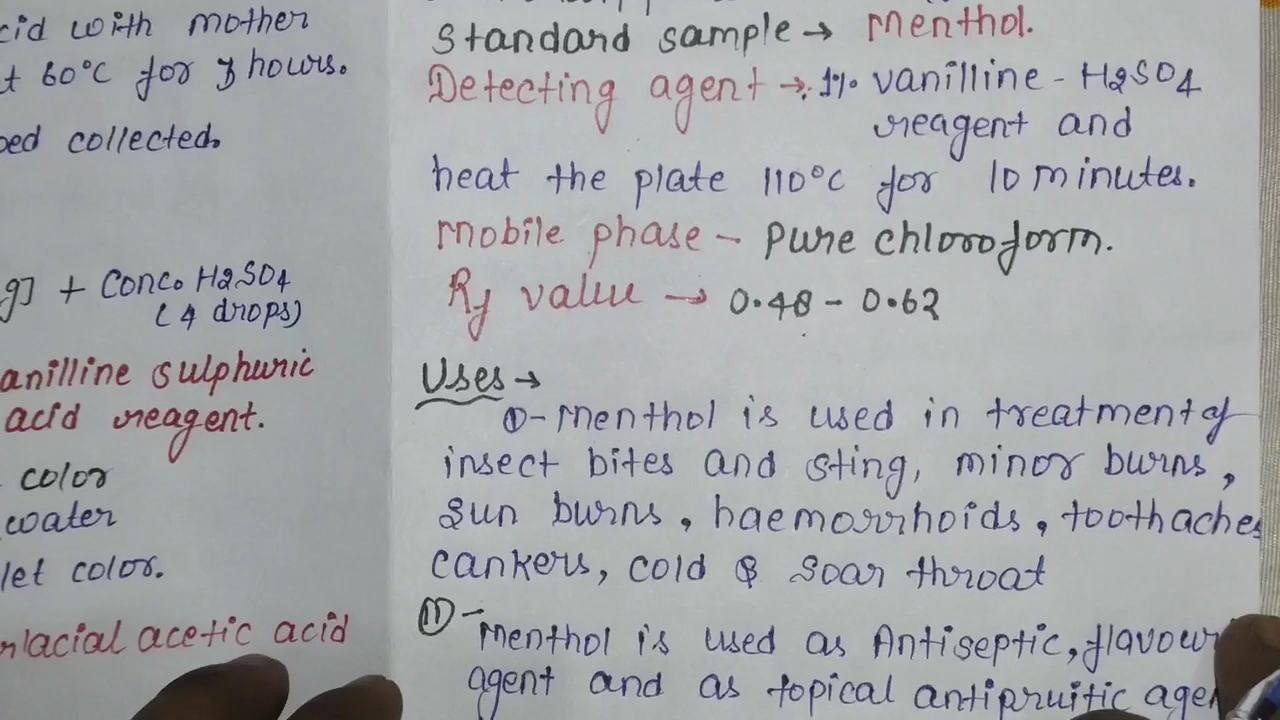 cid with mother
t 60°C for 3 hours.
ped collected.
g] + Conc. H2SO4
(4 drops)
anilline sulphuric
acid reagent.
color
water
let color.
lacial acetic acid
Standard sample → menthol.
Detecting agent → 1% vanilline - H2SO4
reagent and
heat the plate 110°C for 10 minutes.
mobile phase - Pure chloroform.
Rf value → 0.48 - 0.62
Uses →
① - Menthol is used in treatment of
insect bites and sting, minor burns,
sun burns, haemorrhoids, toothaches
cankers, cold & soar throat
⑪ - Menthol is used as Antiseptic, flavour
agent and as topical antipruitic agen